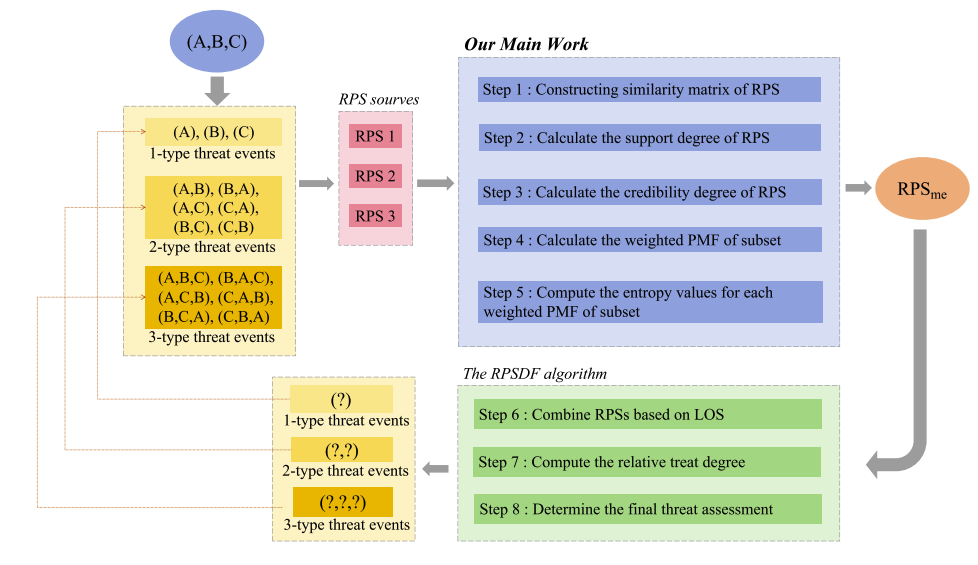 (A,B,C)
(A), (B), (C)
1-type threat events
(A,B), (B,A),
(A,C), (C,A),
(B,C), (C,B)
2-type threat events
(A,B,C), (B,A,C),
(A,C,B), (C,A,B),
(B,C,A), (C,B,A)
3-type threat events
RPS sourves
RPS 1
RPS 2
RPS 3
Our Main Work
Step 1 : Constructing similarity matrix of RPS
Step 2 : Calculate the support degree of RPS
Step 3 : Calculate the credibility degree of RPS
Step 4 : Calculate the weighted PMF of subset
Step 5 : Compute the entropy values for each
weighted PMF of subset
RPSme
The RPSDF algorithm
Step 6 : Combine RPSs based on LOS
Step 7 : Compute the relative treat degree
Step 8 : Determine the final threat assessment
(?)
1-type threat events
(?,?)
2-type threat events
(?,?,?)
3-type threat events